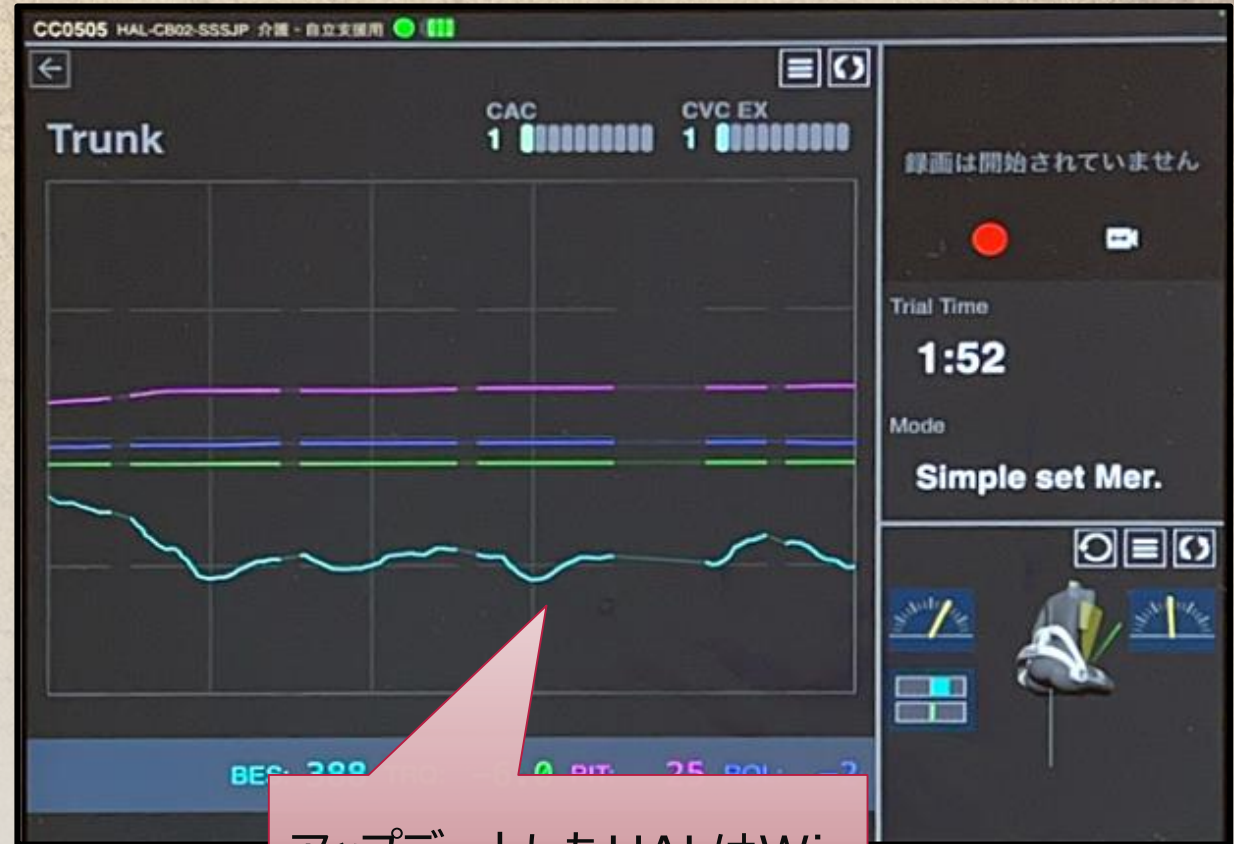 CC0505 HAL-CB02-SSSJP 介護・自立支援用
Trunk
CAC
1
CVC EX
1
録画は開始されていません
Trial Time
1:52
Mode
Simple set Mer.